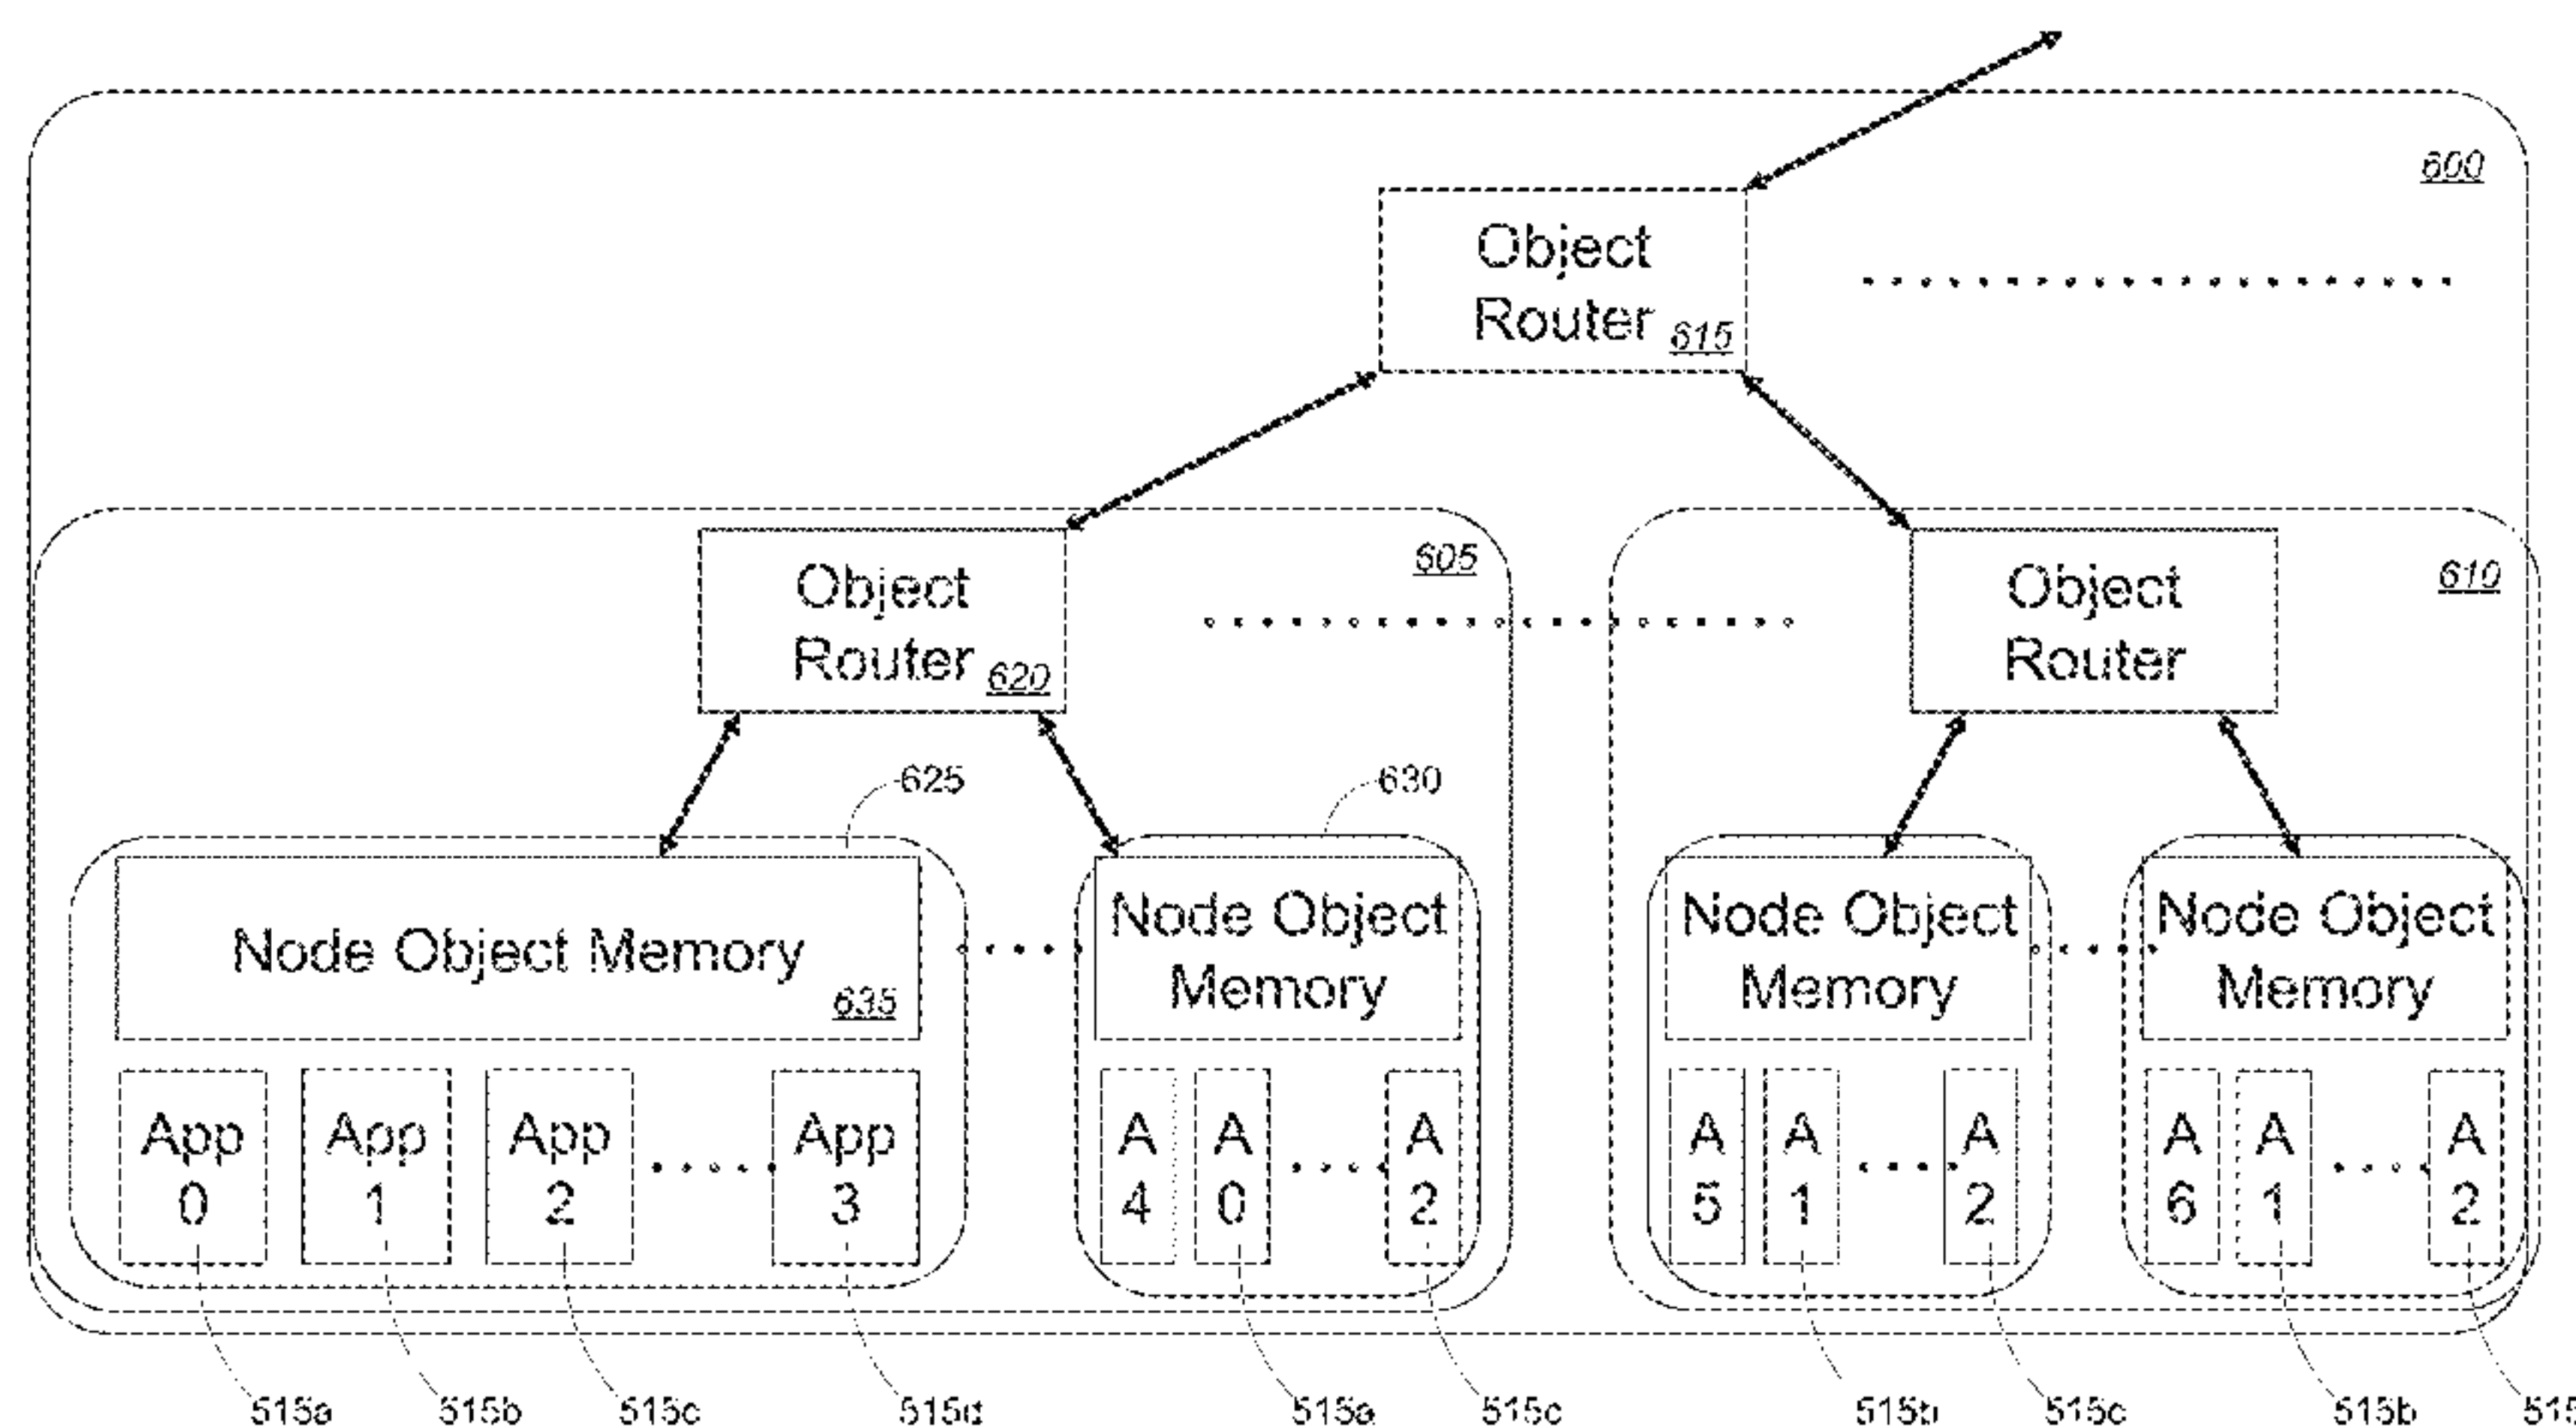 600
Object
Router 615
605
610
Object
Router 620
Object
Router
625
630
Node Object Memory
635
Node Object
Memory
Node Object
Memory
Node Object
Memory
App
0
App
1
App
2
App
3
A
4
A
0
A
2
A
5
A
1
A
2
A
6
A
1
A
2
515a
515b
515c
515d
515a
515c
515b
515c
515b